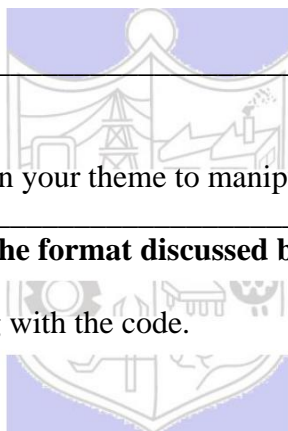 n your theme to manip
he format discussed b
with the code.